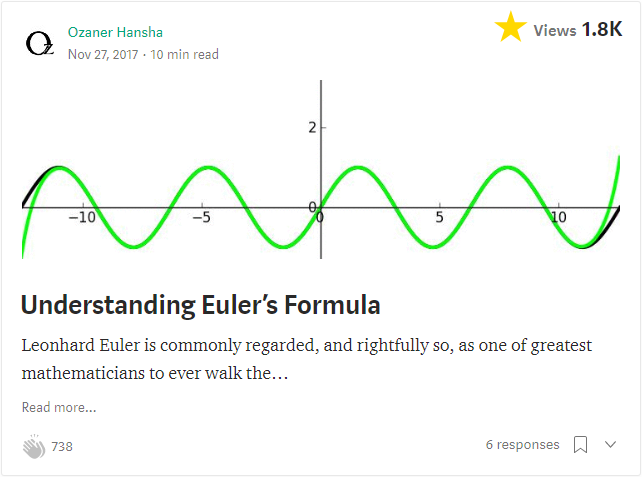 Oz
Ozaner Hansha
Nov 27, 2017 · 10 min read
Views 1.8K
2
0
−10
−5
0
5
10
Understanding Euler’s Formula
Leonhard Euler is commonly regarded, and rightfully so, as one of greatest
mathematicians to ever walk the…
Read more...
738
6 responses